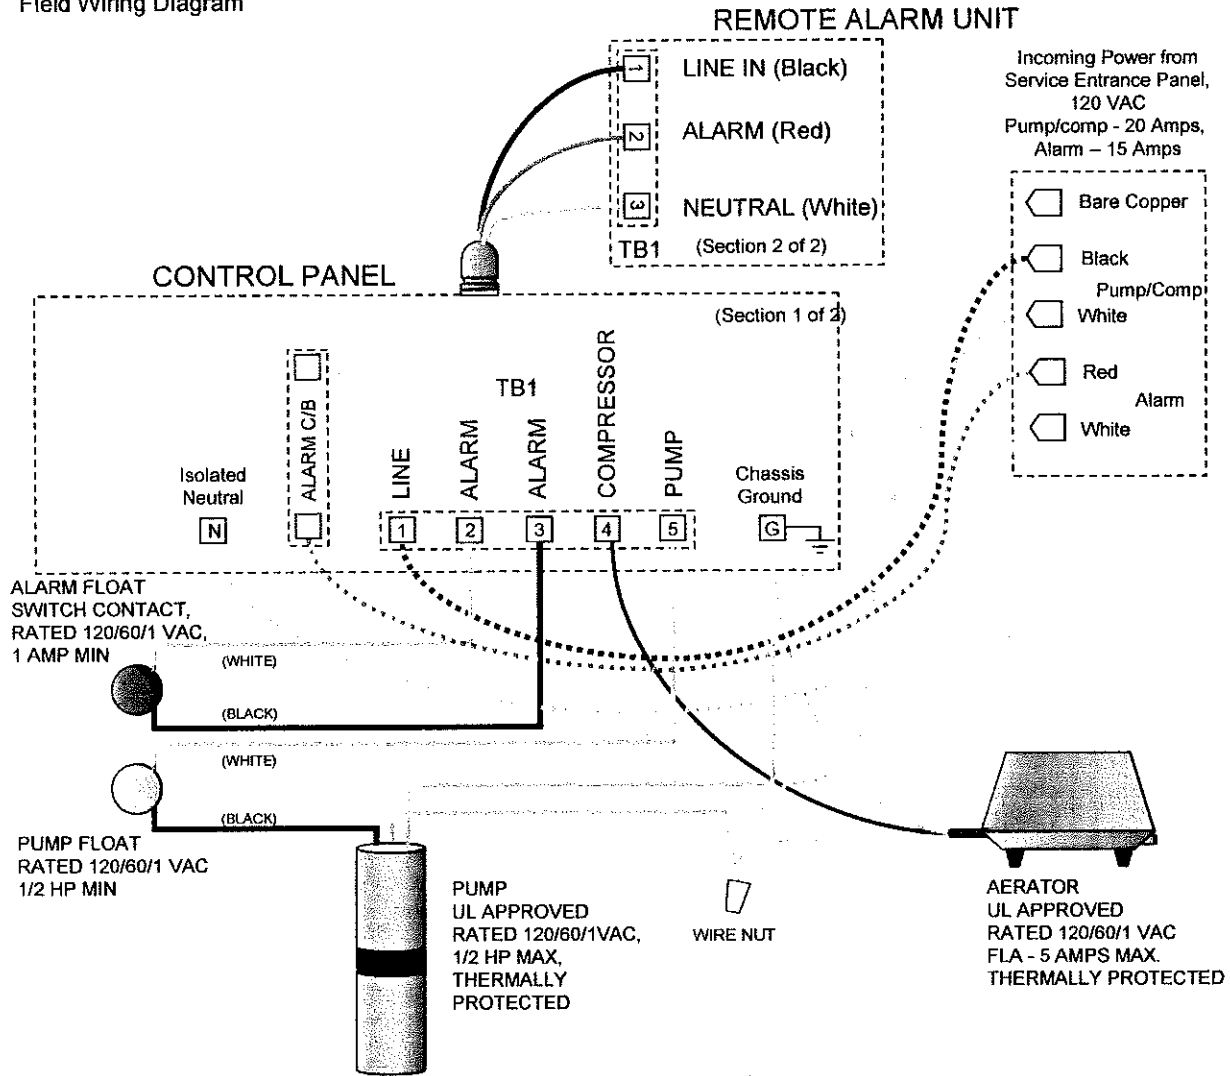 Field Wiring Diagram
REMOTE ALARM UNIT
1 LINE IN (Black)
2 ALARM (Red)
3 NEUTRAL (White)
TB1 (Section 2 of 2)
Incoming Power from
Service Entrance Panel,
120 VAC
Pump/comp - 20 Amps,
Alarm – 15 Amps
Bare Copper
Black
Pump/Comp
White
Red
Alarm
White
CONTROL PANEL
(Section 1 of 2)
TB1
ALARM C/B
LINE
ALARM
ALARM
COMPRESSOR
PUMP
Isolated
Neutral
N
1 2 3 4 5
Chassis
Ground
G
ALARM FLOAT
SWITCH CONTACT,
RATED 120/60/1 VAC,
1 AMP MIN
(WHITE)
(BLACK)
(WHITE)
(BLACK)
PUMP FLOAT
RATED 120/60/1 VAC
1/2 HP MIN
PUMP
UL APPROVED
RATED 120/60/1VAC,
1/2 HP MAX,
THERMALLY
PROTECTED
WIRE NUT
AERATOR
UL APPROVED
RATED 120/60/1 VAC
FLA - 5 AMPS MAX.
THERMALLY PROTECTED